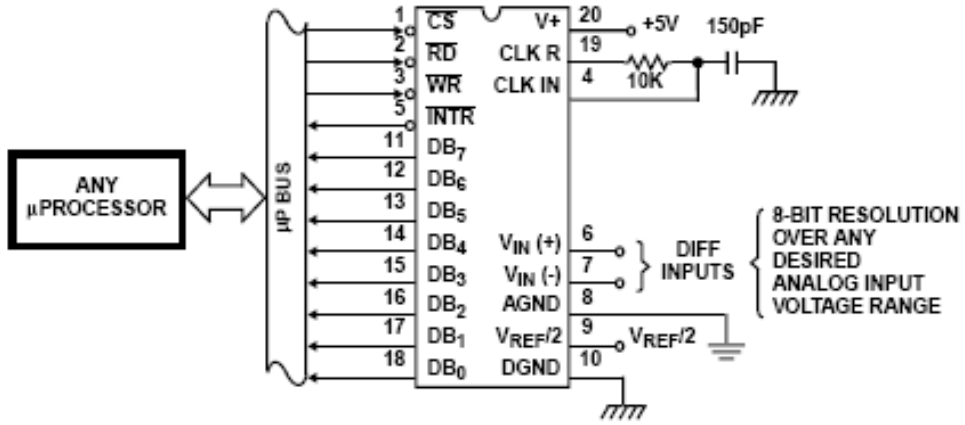 ANY
µPROCESSOR
µP BUS
1 CS V+ 20 +5V 150pF
2 RD CLK R 19 10K
3 WR CLK IN 4
5 INTR
11 DB7
12 DB6
13 DB5
14 DB4 VIN (+) 6
15 DB3 VIN (-) 7
16 DB2 AGND 8
17 DB1 VREF/2 9 VREF/2
18 DB0 DGND 10
DIFF
INPUTS
8-BIT RESOLUTION
OVER ANY
DESIRED
ANALOG INPUT
VOLTAGE RANGE